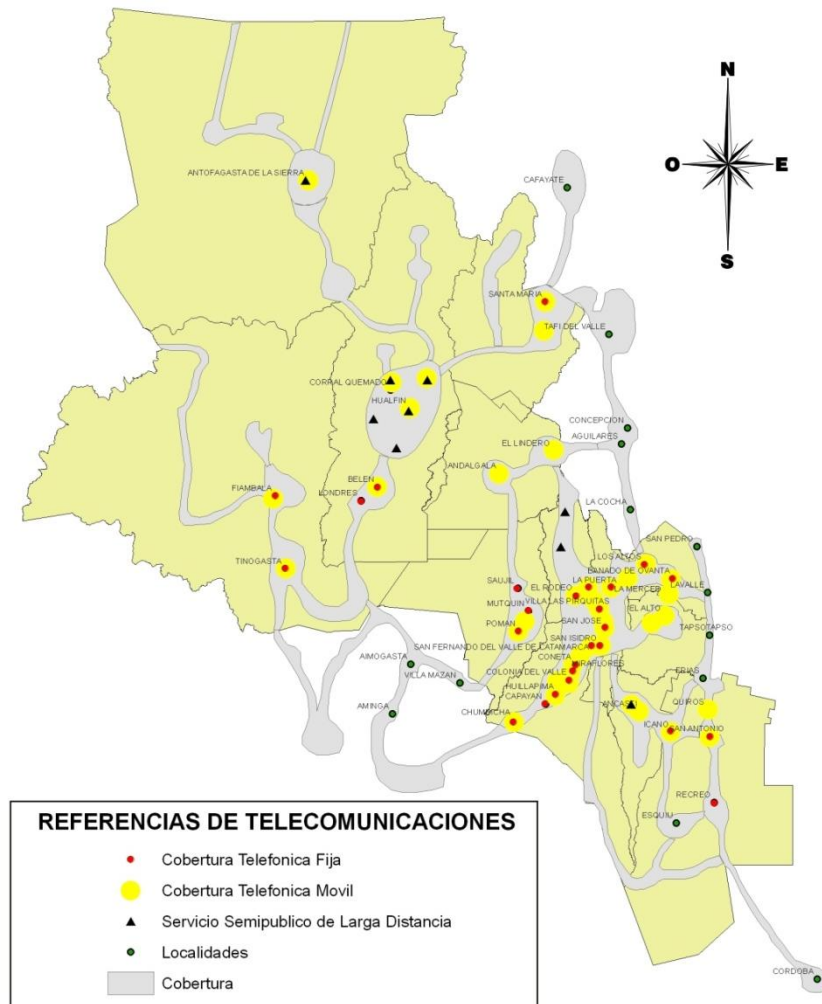 N
O
E
S
ANTOFAGASTA DE LA SIERRA
CAFAYATE
SANTA MARIA
TAFI DEL VALLE
CORRAL QUEMADO
HUALFIN
CONCEPCION
AGUILARES
EL LINDERO
ANDALGALA
BELEN
FIAMBALA
LONDRES
LA COCHA
SAN PEDRO
LOS ALTOS
BANADO DE OVANTA
TINOGASTA
SAUJIL
EL RODEO
LA PUERTA
LA MERCED
LAVALLE
MUTQUIN
VILLA LAS PIRQUITAS
EL ALTO
POMAN
SAN JOSE
TAPSOTAPSO
SAN ISIDRO
SAN FERNANDO DEL VALLE DE CATAMARCA
CONETA
MIRAFLORES
AIMOGASTA
COLONIA DEL VALLE
FRIAS
VILLA MAZAN
HUILLAPIMA
CAPAYAN
ANCASTI
QUIROS
AMINGA
CHUMBICHA
ICANO
SAN ANTONIO
RECREO
ESQUIU
CORDOBA
REFERENCIAS DE TELECOMUNICACIONES
Cobertura Telefonica Fija
Cobertura Telefonica Movil
Servicio Semipublico de Larga Distancia
Localidades
Cobertura